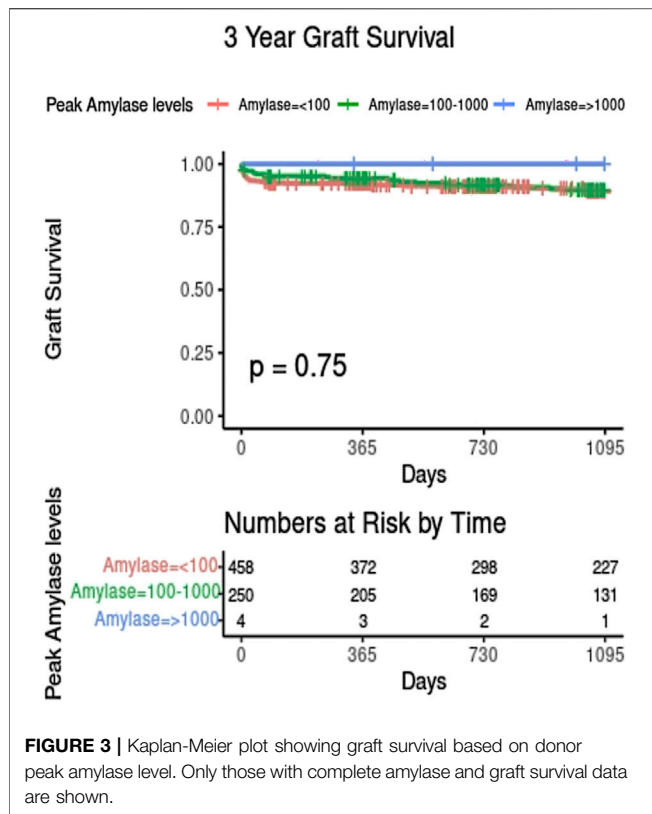 3 Year Graft Survival
Peak Amylase levels Amylase=<100 Amylase=100-1000 Amylase=>1000
Graft Survival
1.00
0.75
0.50
0.25
0.00
p = 0.75
0 365 730 1095
Days
Peak Amylase levels
Numbers at Risk by Time
Amylase=<100 458 372 298 227
Amylase=100-1000 250 205 169 131
Amylase=>1000 4 3 2 1
0 365 730 1095
Days
FIGURE 3 | Kaplan-Meier plot showing graft survival based on donor
peak amylase level. Only those with complete amylase and graft survival data
are shown.